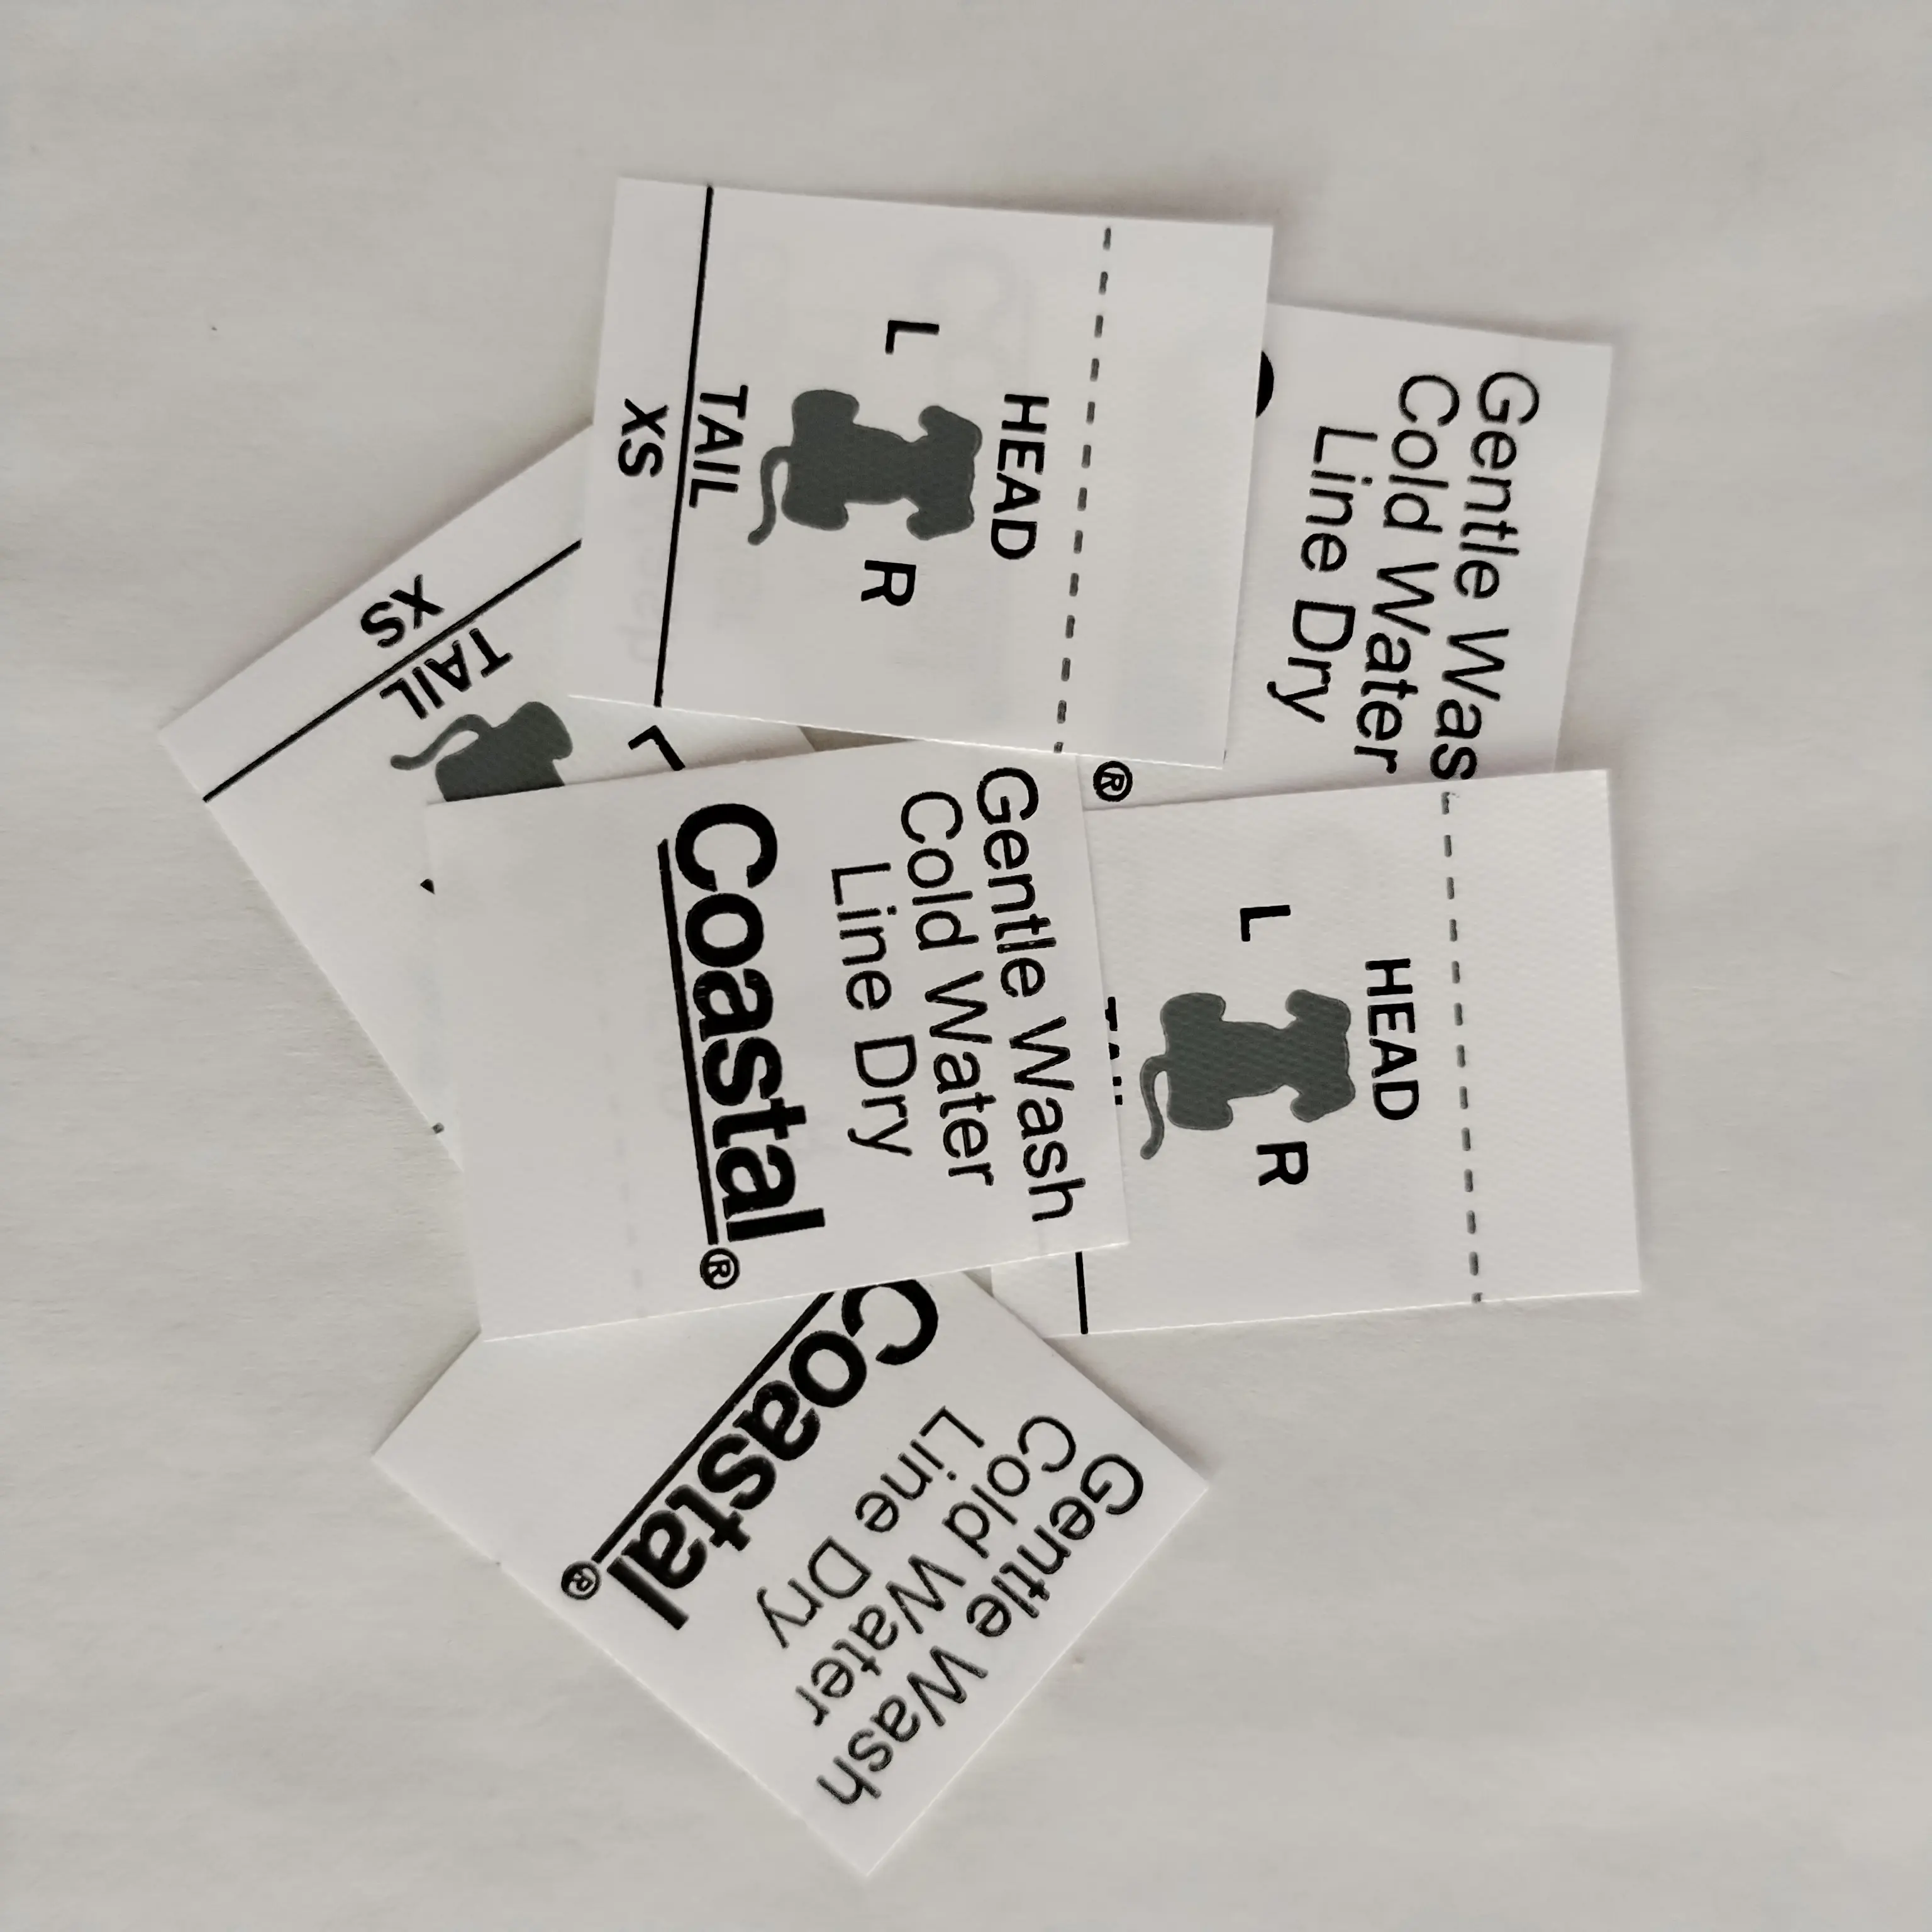 HEAD
L
R
TAIL
XS
Gentle Was
Cold Water
Line Dry
®
XS
TAIL
L
Gentle Wash
Cold Water
Line Dry
Coastal®
HEAD
L
R
Gentle Wash
Cold Water
Line Dry
Coastal®